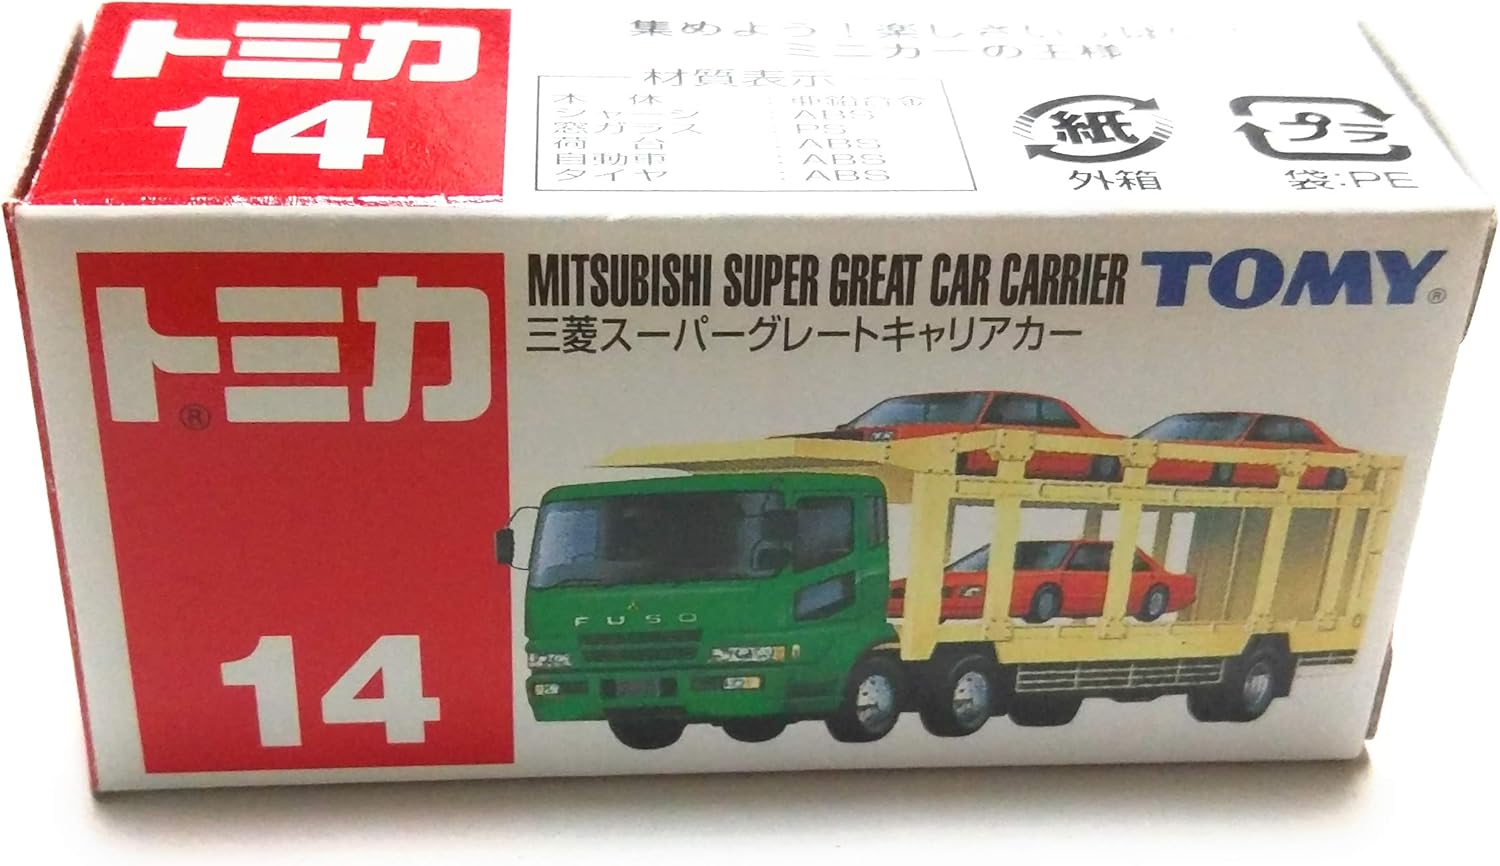 トミカ
14
集めよう!楽しさいっぱい
ミニカーの王様
材質表示
本 体 : 亜鉛合金
シャーシ : ABS
窓ガラス : PS
荷 台 : ABS
自動車 : ABS
タイヤ : ABS
紙
外箱
プラ
袋:PE
トミカ®
14
MITSUBISHI SUPER GREAT CAR CARRIER
三菱スーパーグレートキャリアカー
TOMY®
FUSO